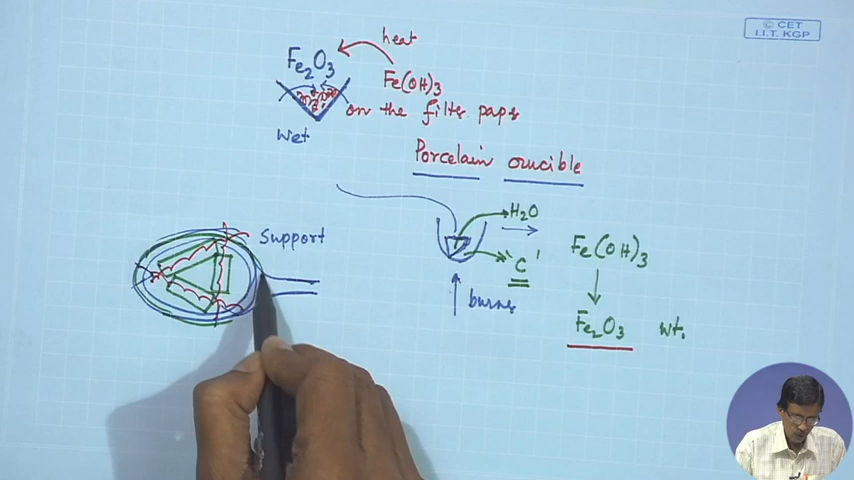 © CET
I.I.T. KGP
heat
Fe2O3
Fe(OH)3
on the filter paper
Wet
Porcelain crucible
H2O
Support
Fe(OH)3
'C'
burns
Fe2O3 wt.